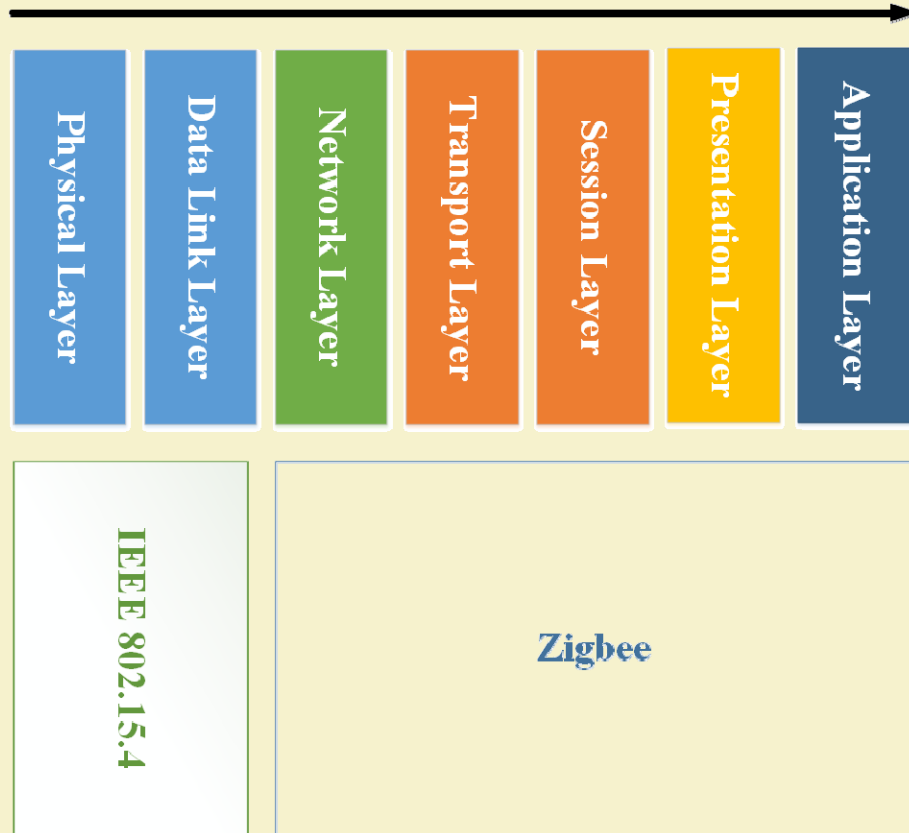 Physical Layer
Data Link Layer
Network Layer
Transport Layer
Session Layer
Presentation Layer
Application Layer
IEEE 802.15.4
Zigbee